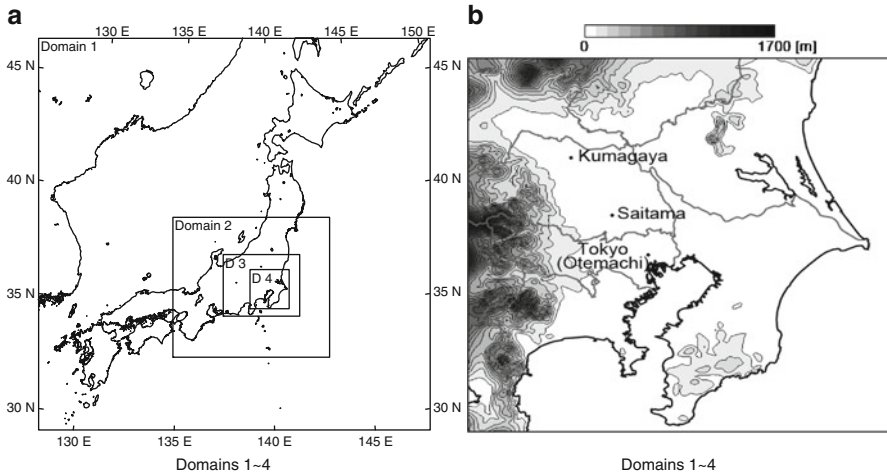 a
130 E 135 E 140 E 150 E
Domain 1
45 N
40 N
35 N
30 N
Domain 2
D 3
D 4
130 E 135 E 140 E 145 E
Domains 1~4
b
0 1700 [m]
45 N
40 N
35 N
30 N
Kumagaya
Saitama
Tokyo
(Otemachi)
Domains 1~4